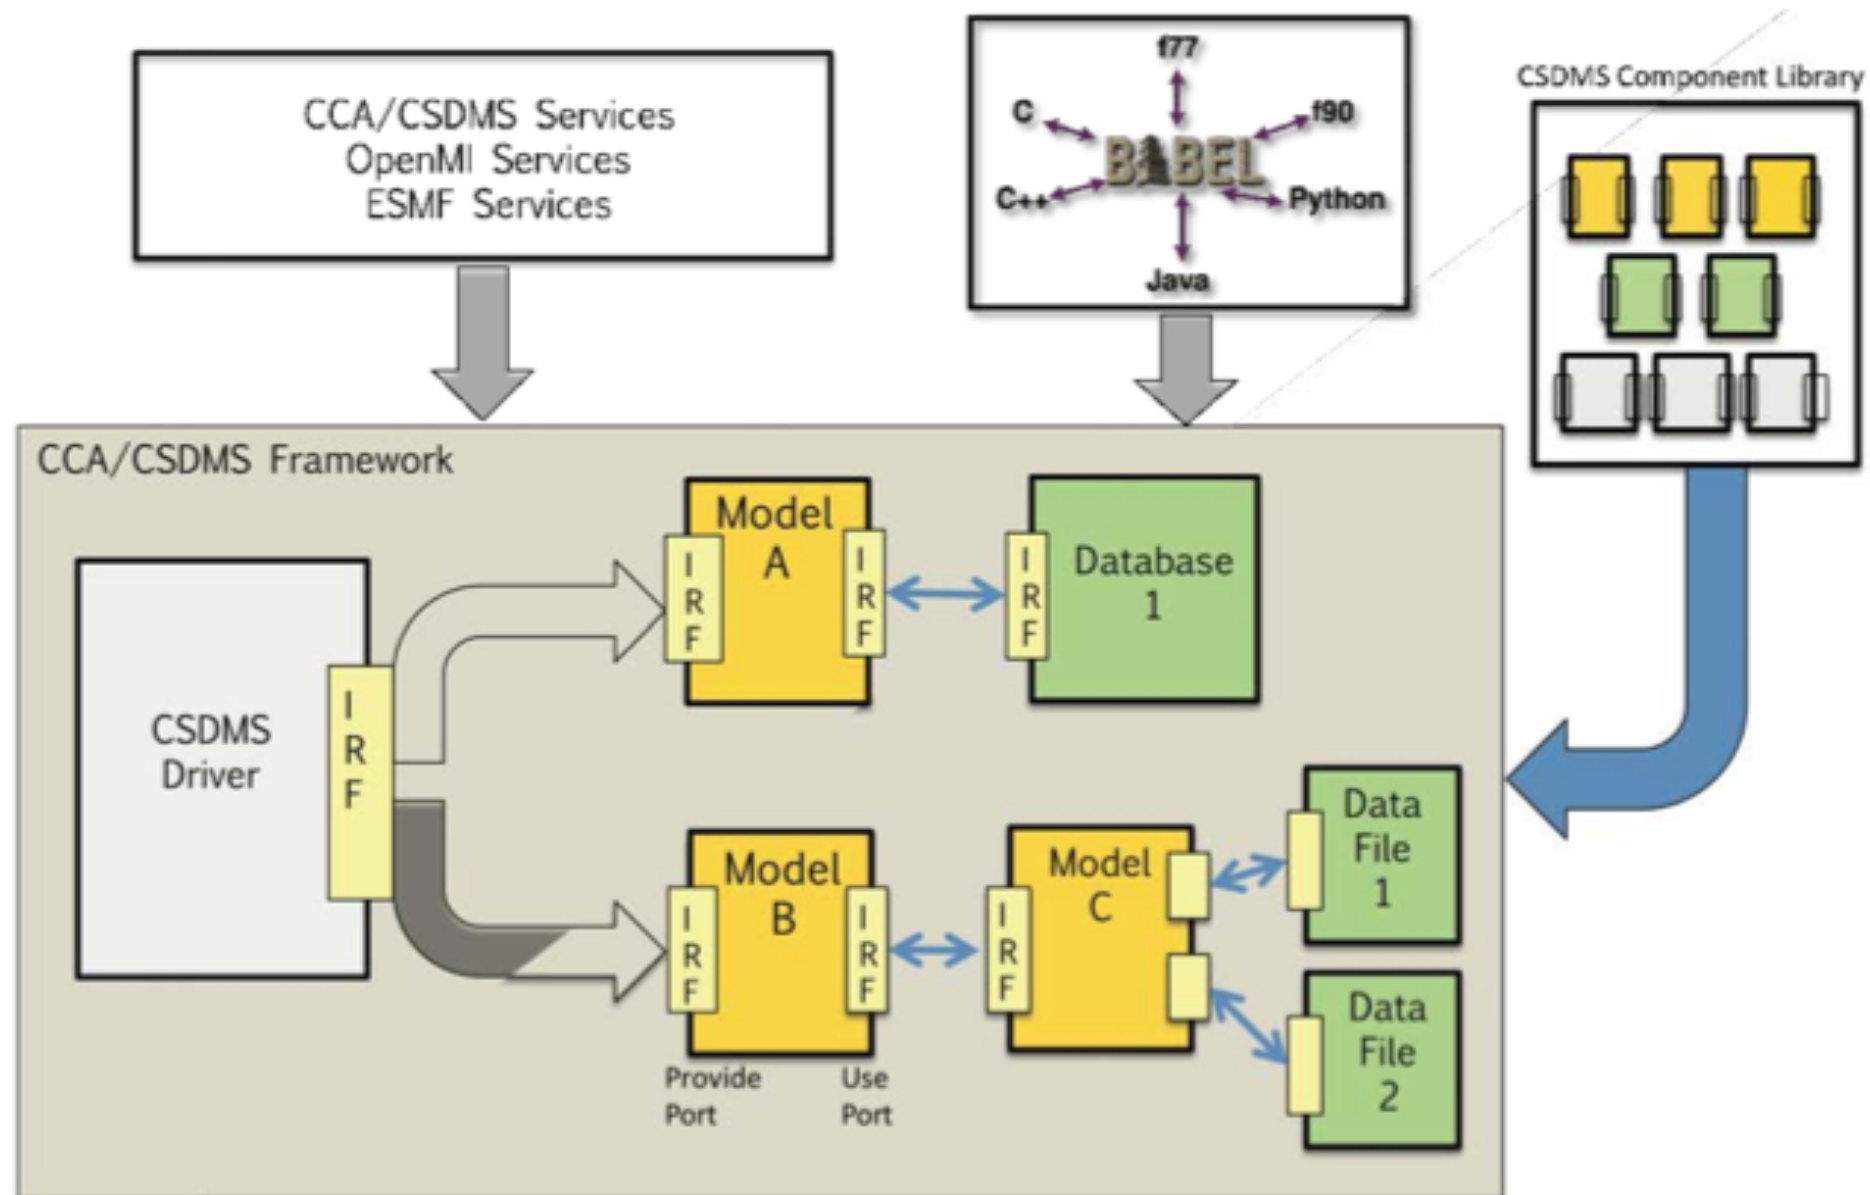 CCA/CSDMS Services
OpenMI Services
ESMF Services
f77
C
f90
BABEL
C++
Python
Java
CSDMS Component Library
CCA/CSDMS Framework
CSDMS
Driver
I
R
F
Model
A
I
R
F
I
R
F
I
R
F
Database
1
Model
B
I
R
F
I
R
F
Provide
Port
Use
Port
I
R
F
Model
C
Data
File
1
Data
File
2